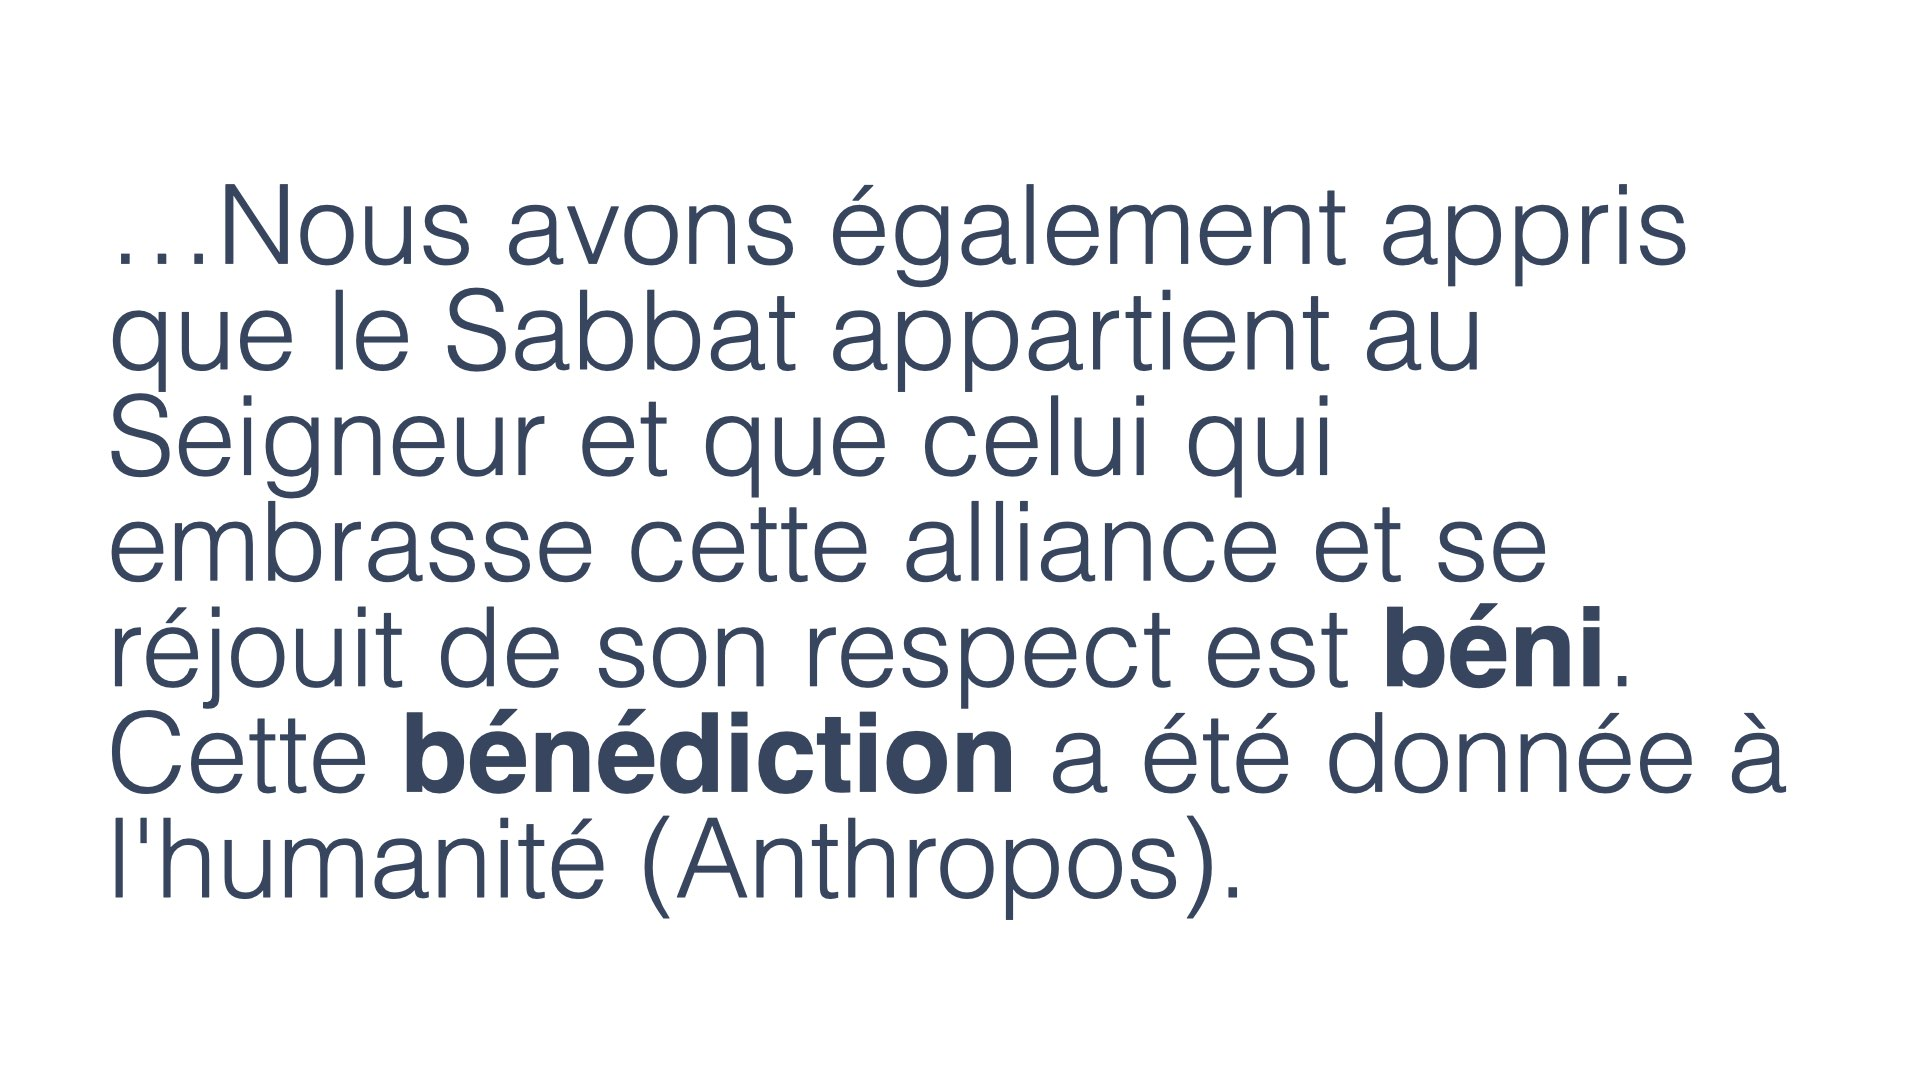 …Nous avons également appris
que le Sabbat appartient au
Seigneur et que celui qui
embrasse cette alliance et se
réjouit de son respect est béni.
Cette bénédiction a été donnée à
l'humanité (Anthropos).